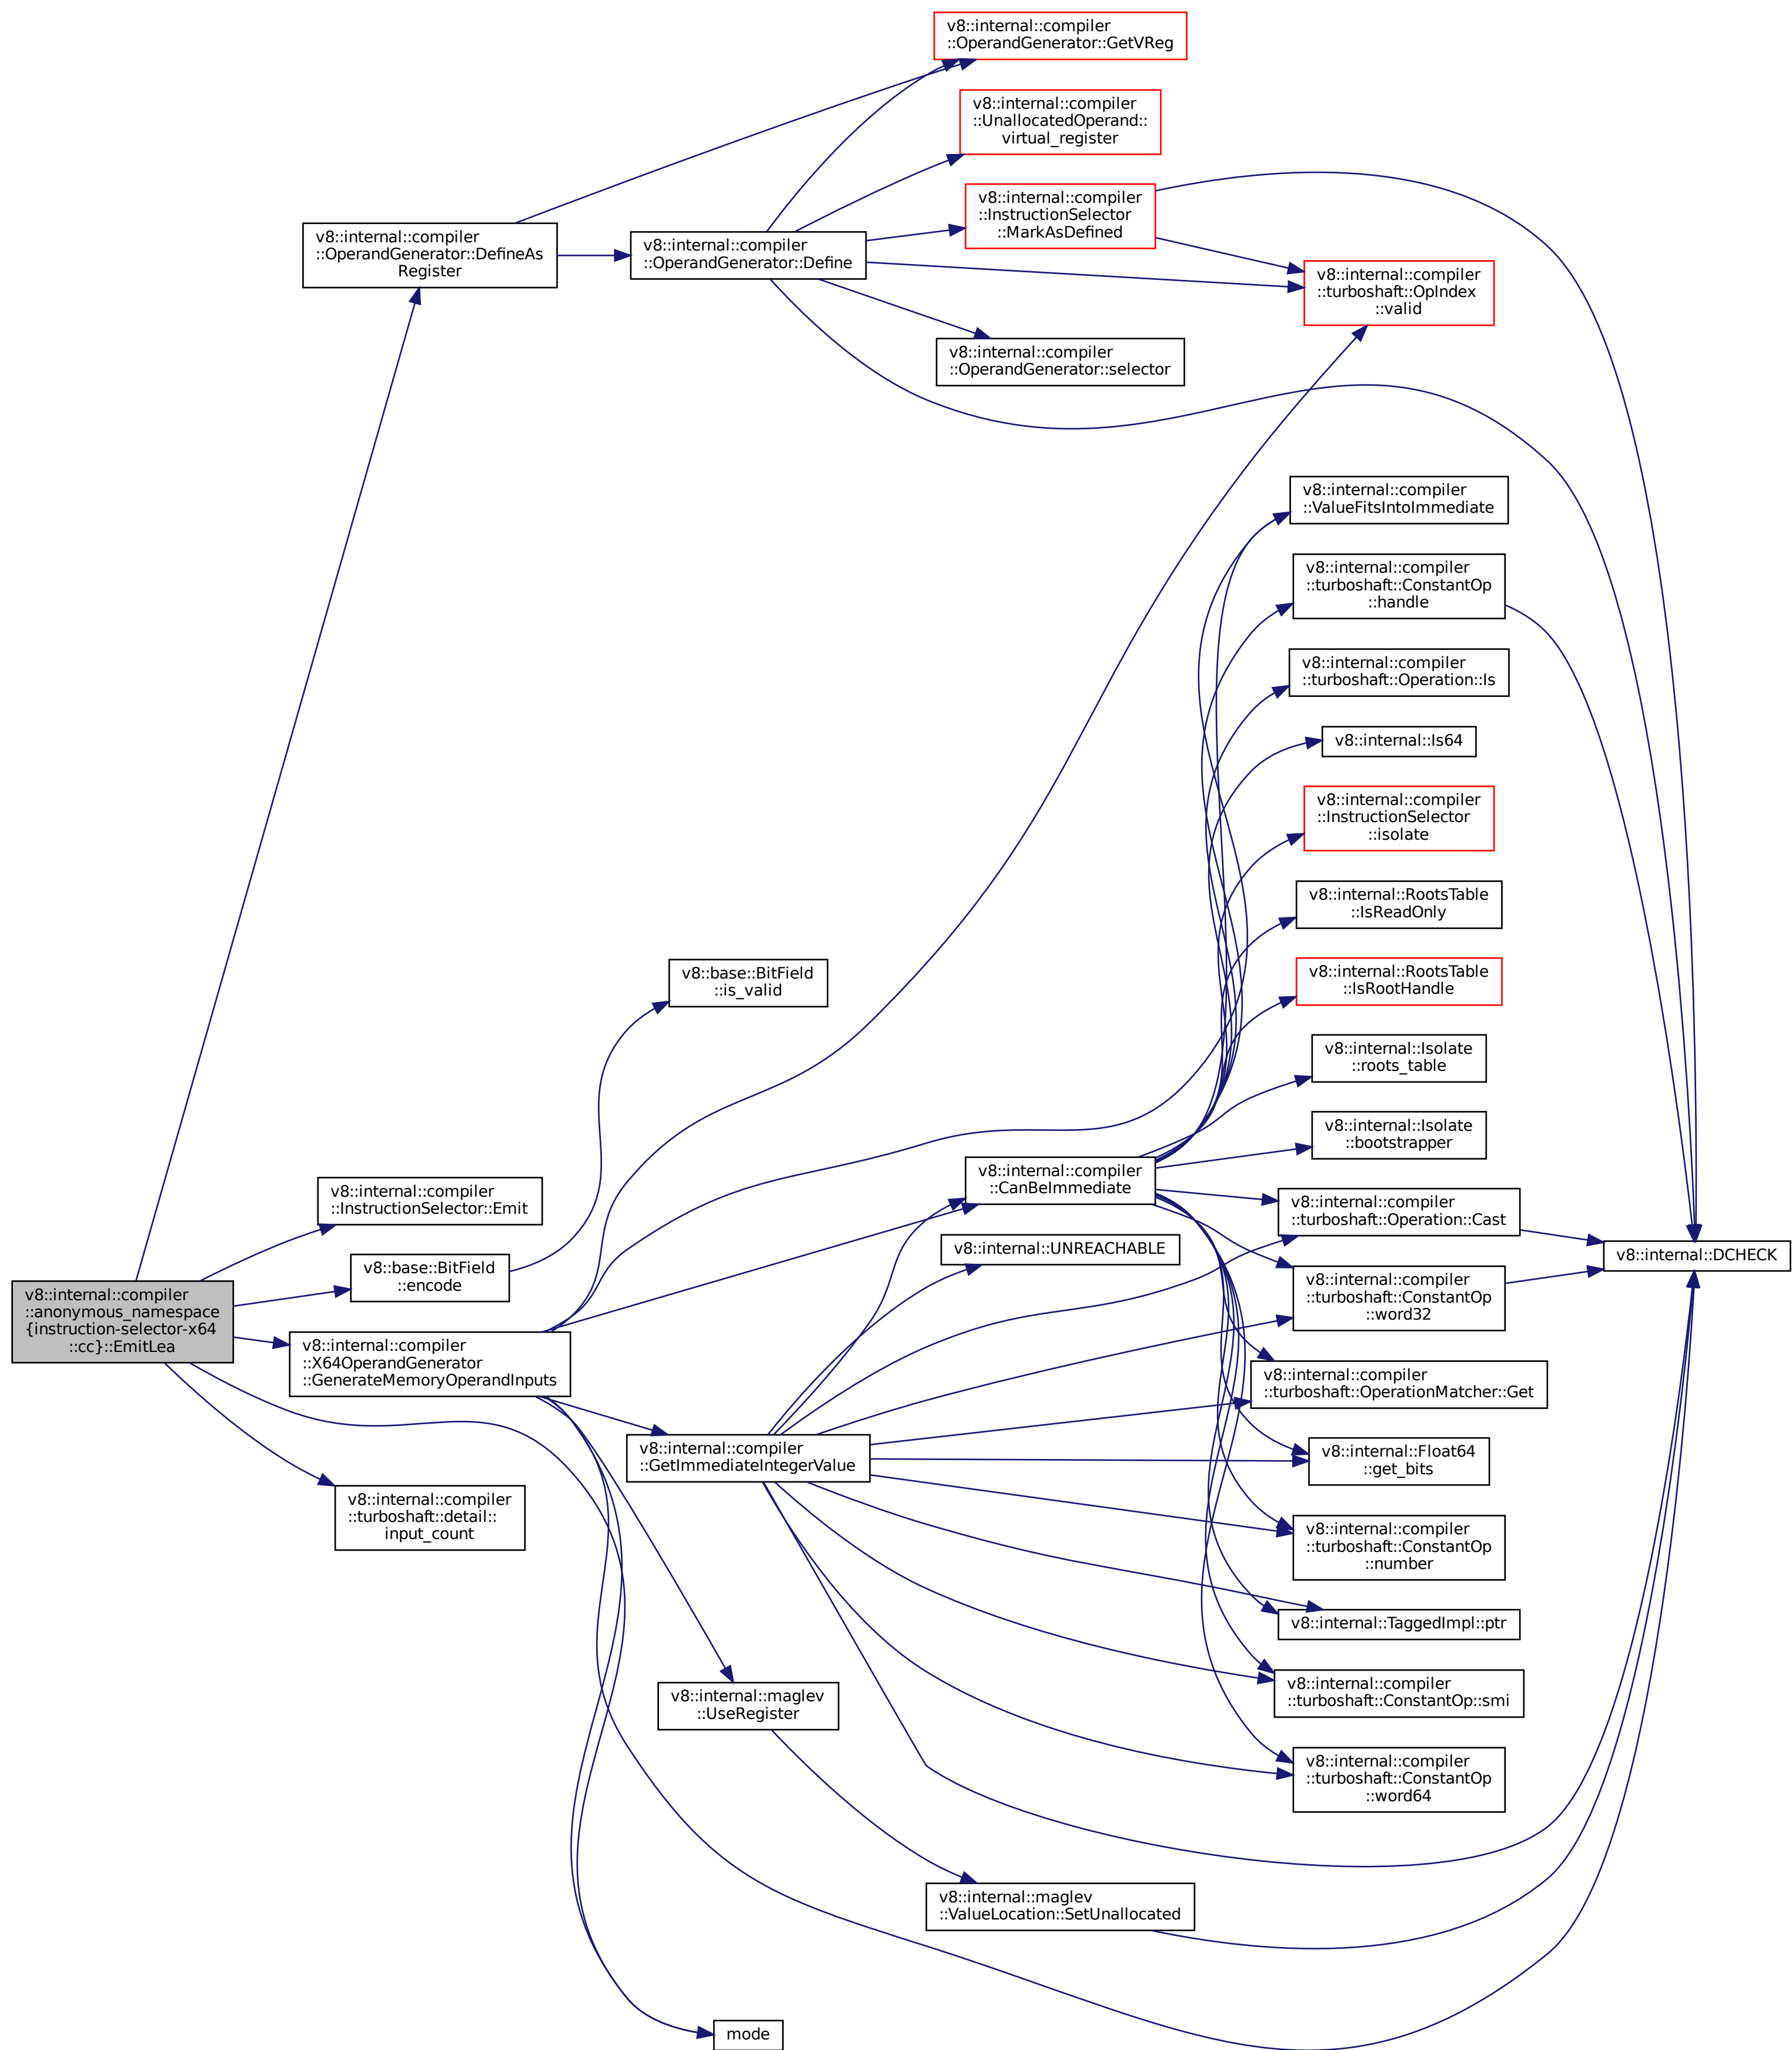 v8::internal::compiler
::OperandGenerator::GetVReg
v8::internal::compiler
::UnallocatedOperand::
virtual_register
v8::internal::compiler
::InstructionSelector
::MarkAsDefined
v8::internal::compiler
::OperandGenerator::DefineAs
Register
v8::internal::compiler
::OperandGenerator::Define
v8::internal::compiler
::turboshaft::OpIndex
::valid
v8::internal::compiler
::OperandGenerator::selector
v8::internal::compiler
::ValueFitsIntoImmediate
v8::internal::compiler
::turboshaft::ConstantOp
::handle
v8::internal::compiler
::turboshaft::Operation::Is
v8::internal::Is64
v8::internal::compiler
::InstructionSelector
::isolate
v8::internal::RootsTable
::IsReadOnly
v8::base::BitField
::is_valid
v8::internal::RootsTable
::IsRootHandle
v8::internal::Isolate
::roots_table
v8::internal::Isolate
::bootstrapper
v8::internal::compiler
::CanBeImmediate
v8::internal::compiler
::InstructionSelector::Emit
v8::internal::compiler
::turboshaft::Operation::Cast
v8::internal::UNREACHABLE
v8::internal::DCHECK
v8::base::BitField
::encode
v8::internal::compiler
::turboshaft::ConstantOp
::word32
v8::internal::compiler
::anonymous_namespace
{instruction-selector-x64
::cc}::EmitLea
v8::internal::compiler
::X64OperandGenerator
::GenerateMemoryOperandInputs
v8::internal::compiler
::turboshaft::OperationMatcher::Get
v8::internal::compiler
::GetImmediateIntegerValue
v8::internal::Float64
::get_bits
v8::internal::compiler
::turboshaft::detail::
input_count
v8::internal::compiler
::turboshaft::ConstantOp
::number
v8::internal::TaggedImpl::ptr
v8::internal::maglev
::UseRegister
v8::internal::compiler
::turboshaft::ConstantOp::smi
v8::internal::compiler
::turboshaft::ConstantOp
::word64
v8::internal::maglev
::ValueLocation::SetUnallocated
mode